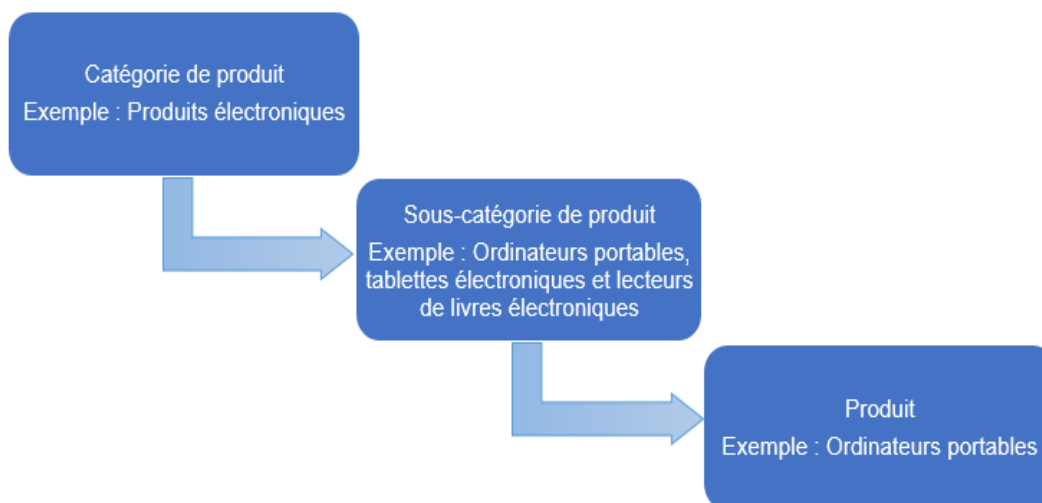 Catégorie de produit
Exemple : Produits électroniques
Sous-catégorie de produit
Exemple : Ordinateurs portables,
tablettes électroniques et lecteurs
de livres électroniques
Produit
Exemple : Ordinateurs portables